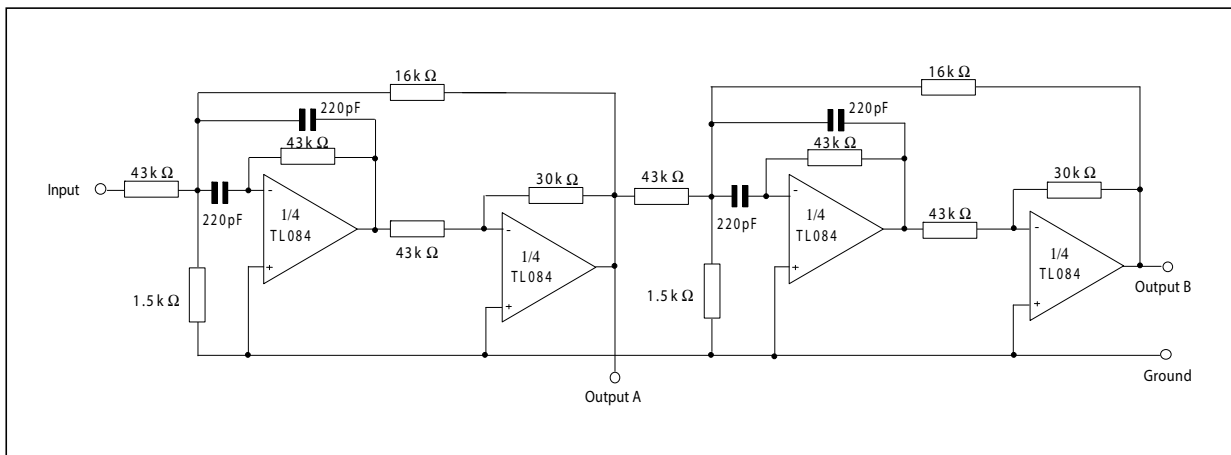 16k Ω
16k Ω
220pF
220pF
43k Ω
43k Ω
43k Ω
30k Ω
43k Ω
30k Ω
Input
-
-
-
-
220pF
1/4
TL084
43k Ω
220pF
1/4
TL084
43k Ω
1/4
TL084
1/4
TL084
+
+
+
+
1.5k Ω
1.5k Ω
Output B
Ground
Output A